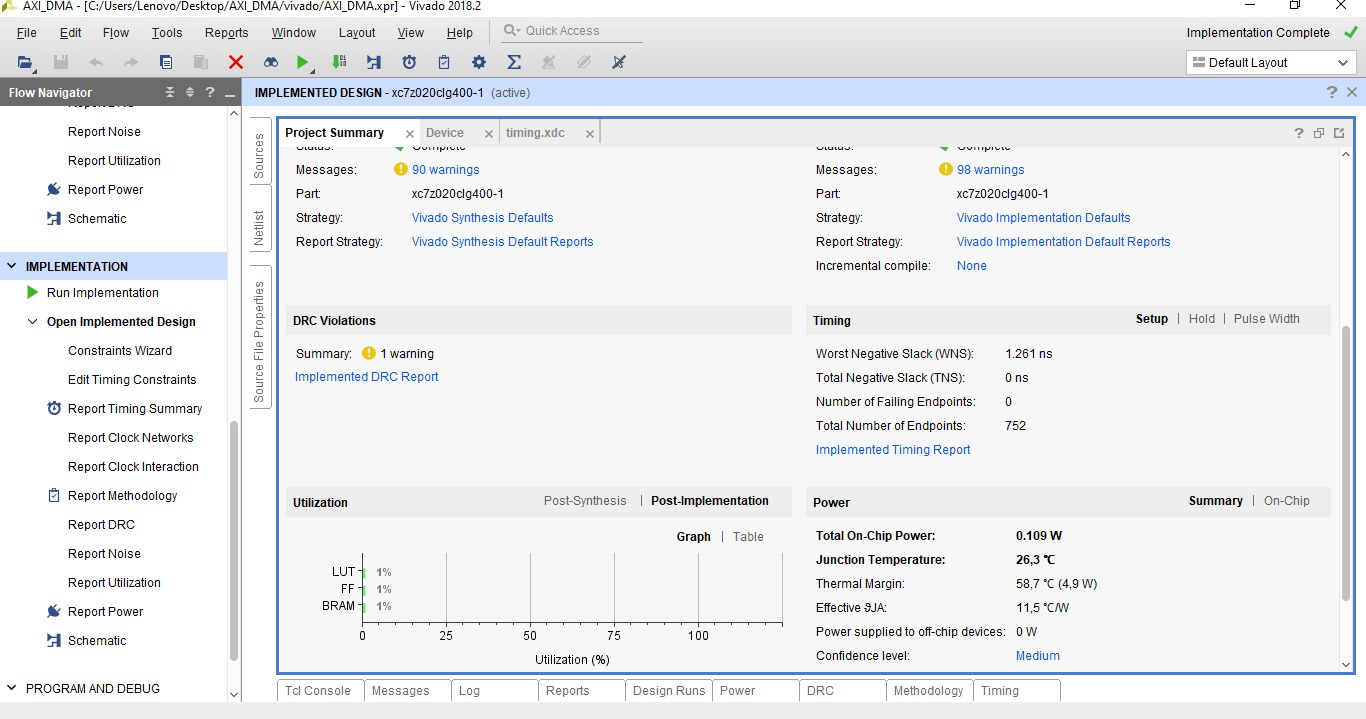 AXI_DMA - [C:/Users/Lenovo/Desktop/AXI_DMA/vivado/AXI_DMA.xpr] - Vivado 2018.2
File Edit Flow Tools Reports Window Layout View Help Quick Access
Implementation Complete
Default Layout
Flow Navigator
Report Noise
Report Utilization
Report Power
Schematic
IMPLEMENTATION
Run Implementation
Open Implemented Design
Constraints Wizard
Edit Timing Constraints
Report Timing Summary
Report Clock Networks
Report Clock Interaction
Report Methodology
Report DRC
Report Noise
Report Utilization
Report Power
Schematic
PROGRAM AND DEBUG
IMPLEMENTED DESIGN - xc7z020clg400-1 (active)
Sources
Netlist
Source File Properties
Project Summary Device timing.xdc
Status: Complete
Messages: 90 warnings
Part: xc7z020clg400-1
Strategy: Vivado Synthesis Defaults
Report Strategy: Vivado Synthesis Default Reports
Status: Complete
Messages: 98 warnings
Part: xc7z020clg400-1
Strategy: Vivado Implementation Defaults
Report Strategy: Vivado Implementation Default Reports
Incremental compile: None
DRC Violations
Summary: 1 warning
Implemented DRC Report
Timing Setup | Hold | Pulse Width
Worst Negative Slack (WNS): 1.261 ns
Total Negative Slack (TNS): 0 ns
Number of Failing Endpoints: 0
Total Number of Endpoints: 752
Implemented Timing Report
Utilization Post-Synthesis | Post-Implementation
Graph | Table
LUT 1%
FF 1%
BRAM 1%
0 25 50 75 100
Utilization (%)
Power Summary | On-Chip
Total On-Chip Power: 0.109 W
Junction Temperature: 26,3 °C
Thermal Margin: 58,7 °C (4,9 W)
Effective ϑJA: 11,5 °C/W
Power supplied to off-chip devices: 0 W
Confidence level: Medium
Tcl Console Messages Log Reports Design Runs Power DRC Methodology Timing